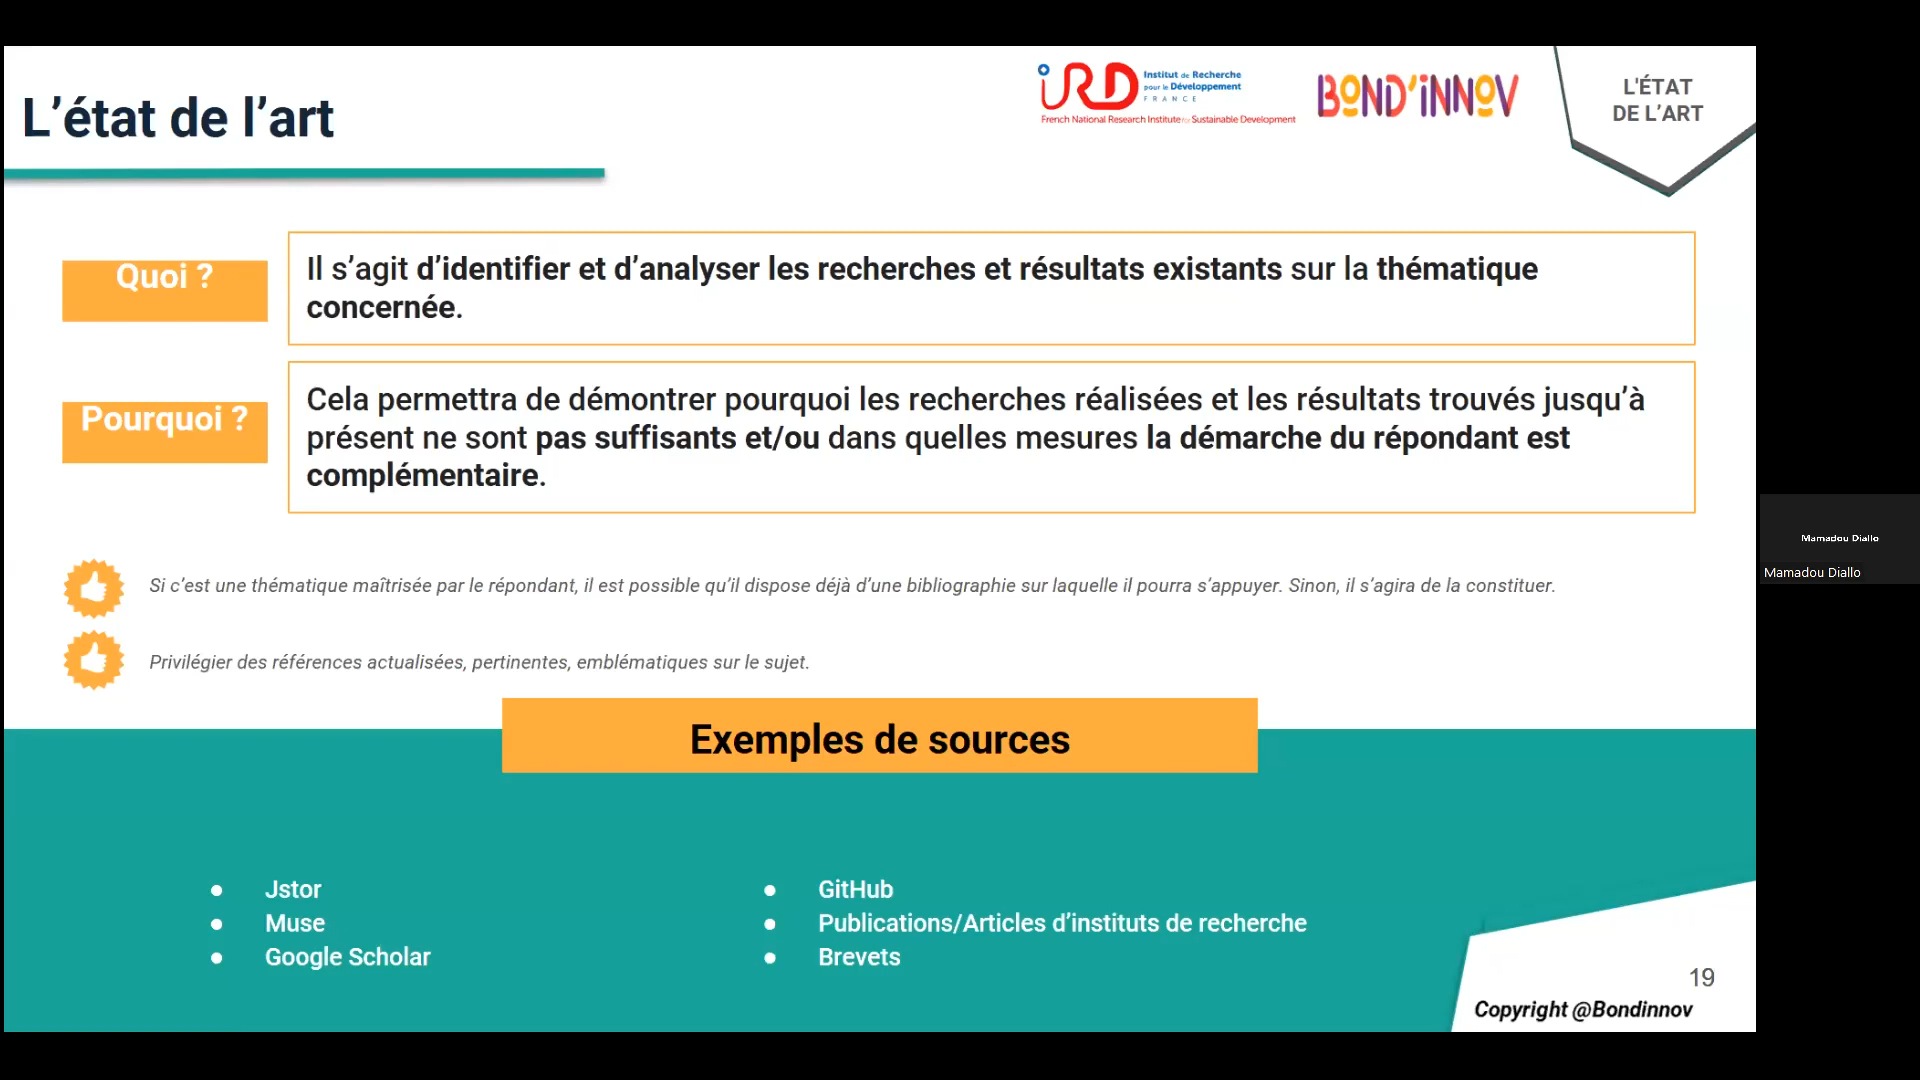 L’état de l’art
iRD Institut de Recherche
pour le Développement
FRANCE
French National Research Institute for Sustainable Development
BOND'iNNOV
L'ÉTAT
DE L’ART
Quoi ?
Il s’agit d’identifier et d’analyser les recherches et résultats existants sur la thématique
concernée.
Pourquoi ?
Cela permettra de démontrer pourquoi les recherches réalisées et les résultats trouvés jusqu’à
présent ne sont pas suffisants et/ou dans quelles mesures la démarche du répondant est
complémentaire.
Mamadou Diallo
Mamadou Diallo
Si c’est une thématique maîtrisée par le répondant, il est possible qu’il dispose déjà d’une bibliographie sur laquelle il pourra s’appuyer. Sinon, il s’agira de la constituer.
Privilégier des références actualisées, pertinentes, emblématiques sur le sujet.
Exemples de sources
● Jstor
● Muse
● Google Scholar
● GitHub
● Publications/Articles d’instituts de recherche
● Brevets
19
Copyright @Bondinnov